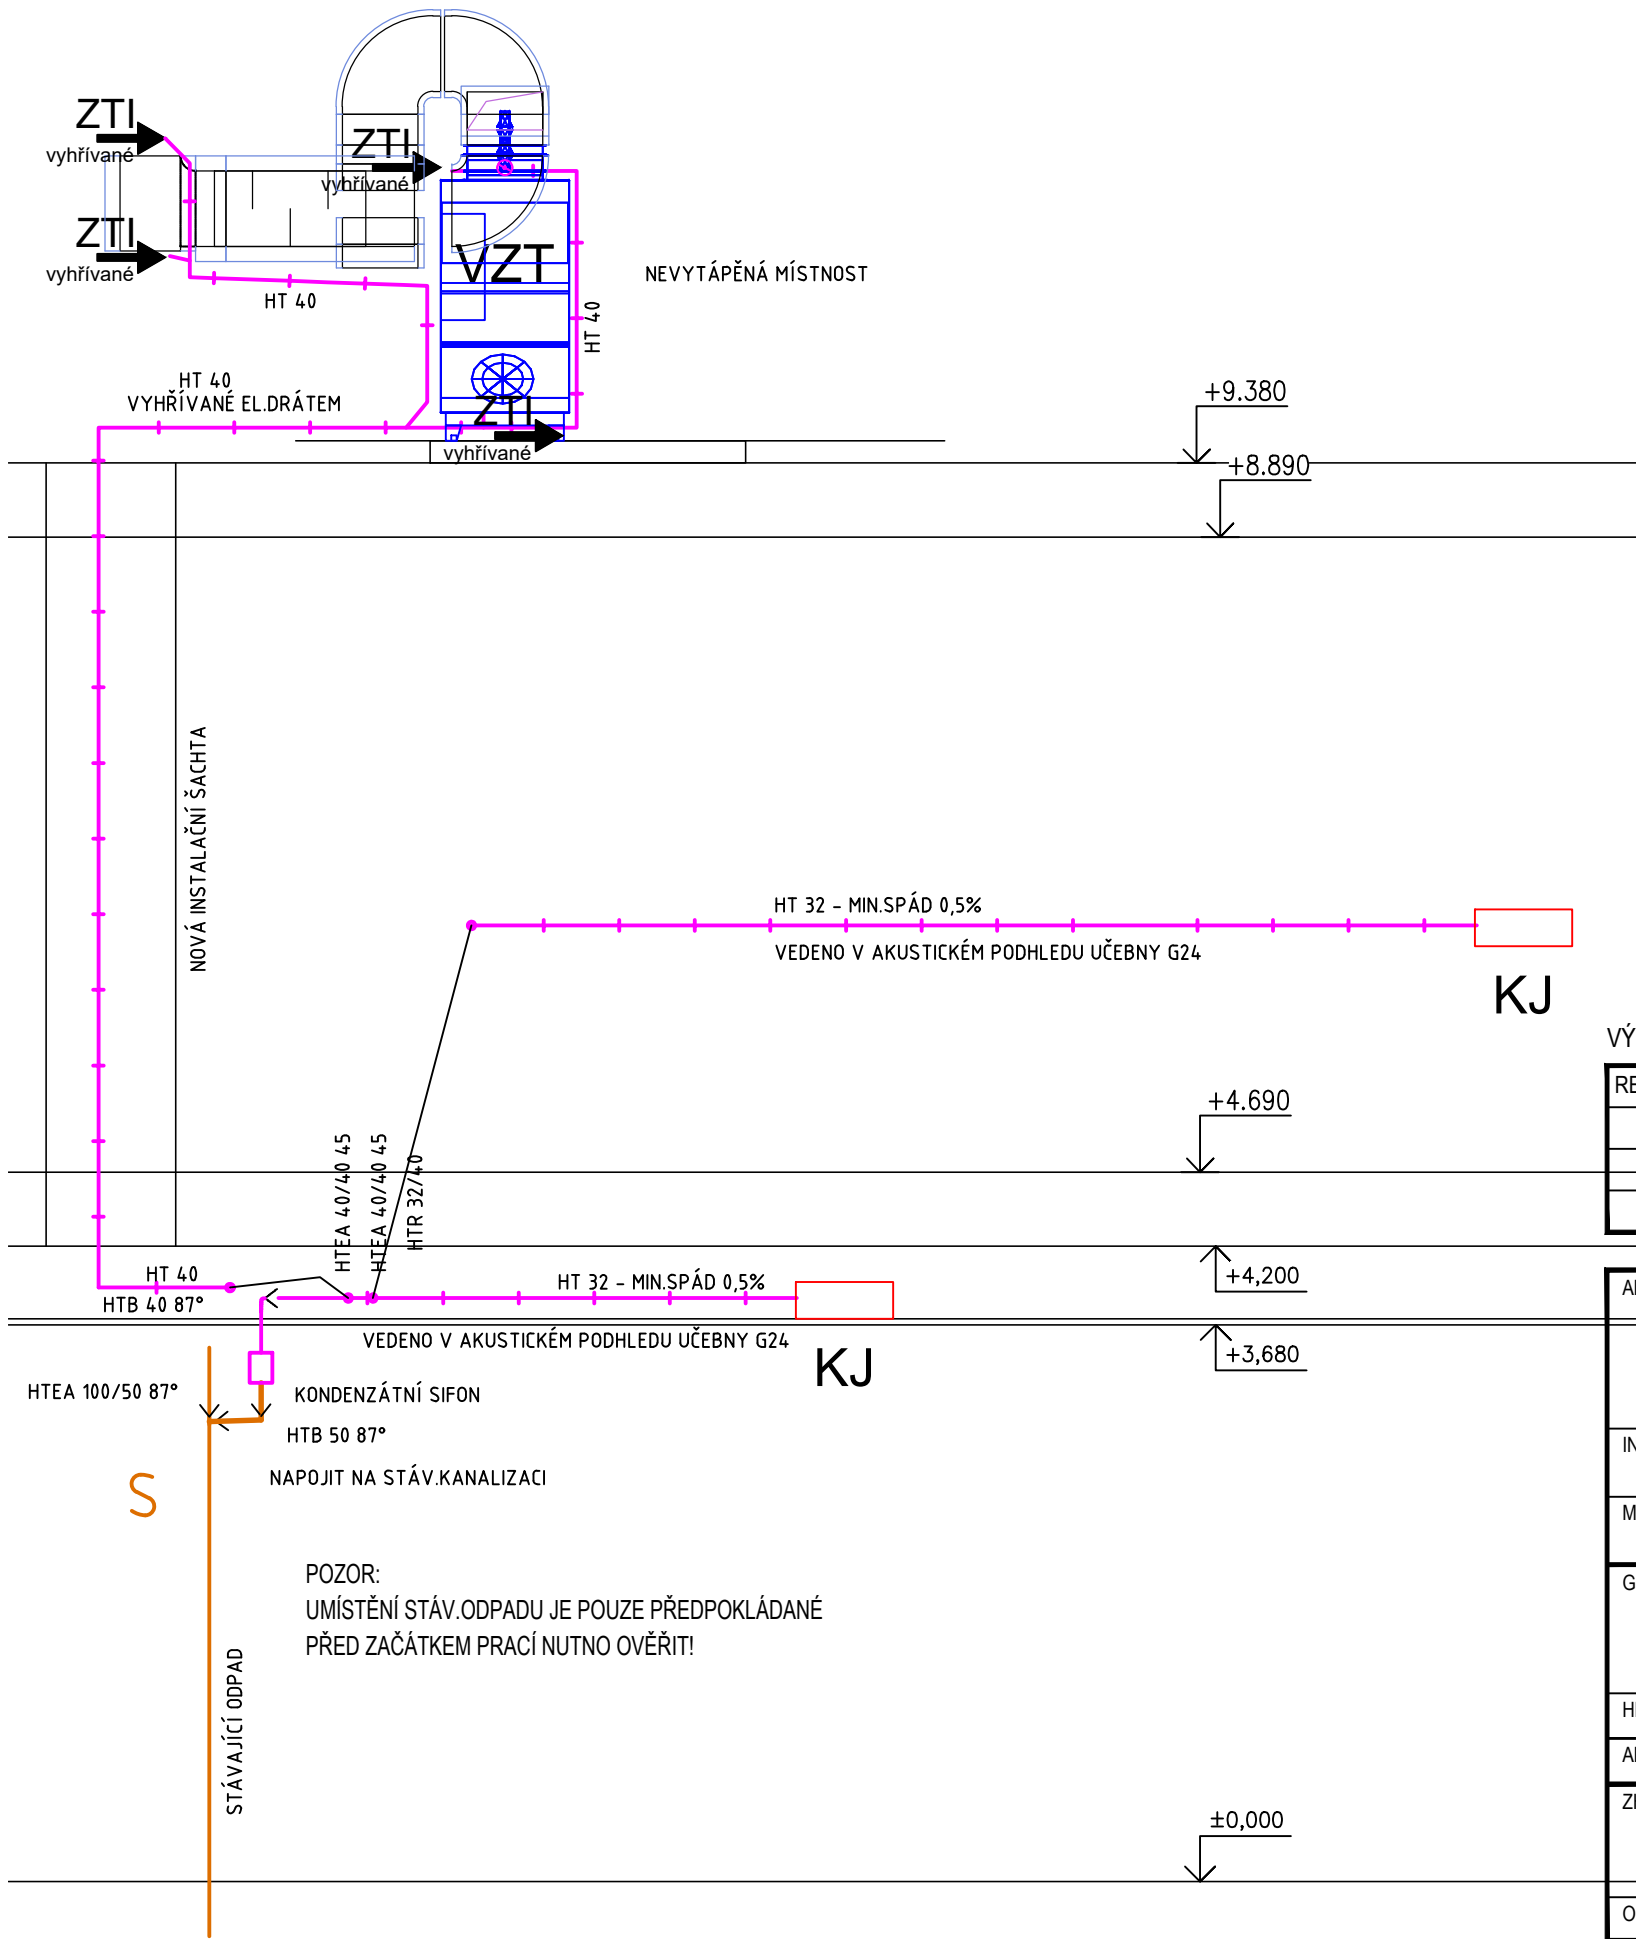 ZTI
vyhřívané
ZTI
vyhřívané
ZTI
vyhřívané
VZT
NEVYTÁPĚNÁ MÍSTNOST
HT 40
HT 40
HT 40
VYHŘÍVANÉ EL.DRÁTEM
ZTI
vyhřívané
+9.380
+8.890
NOVÁ INSTALAČNÍ ŠACHTA
HT 32 - MIN.SPÁD 0,5%
VEDENO V AKUSTICKÉM PODHLEDU UČEBNY G24
KJ
VÝ
RE
+4.690
HTEA 40/40 45
HTEA 40/40 45
HTR 32/40
HT 40
HTB 40 87°
HT 32 - MIN.SPÁD 0,5%
+4,200
VEDENO V AKUSTICKÉM PODHLEDU UČEBNY G24
+3,680
KJ
HTEA 100/50 87°
KONDENZÁTNÍ SIFON
HTB 50 87°
NAPOJIT NA STÁV.KANALIZACI
S
POZOR:
UMÍSTĚNÍ STÁV.ODPADU JE POUZE PŘEDPOKLÁDANÉ
PŘED ZAČÁTKEM PRACÍ NUTNO OVĚŘIT!
STÁVAJÍCÍ ODPAD
±0,000